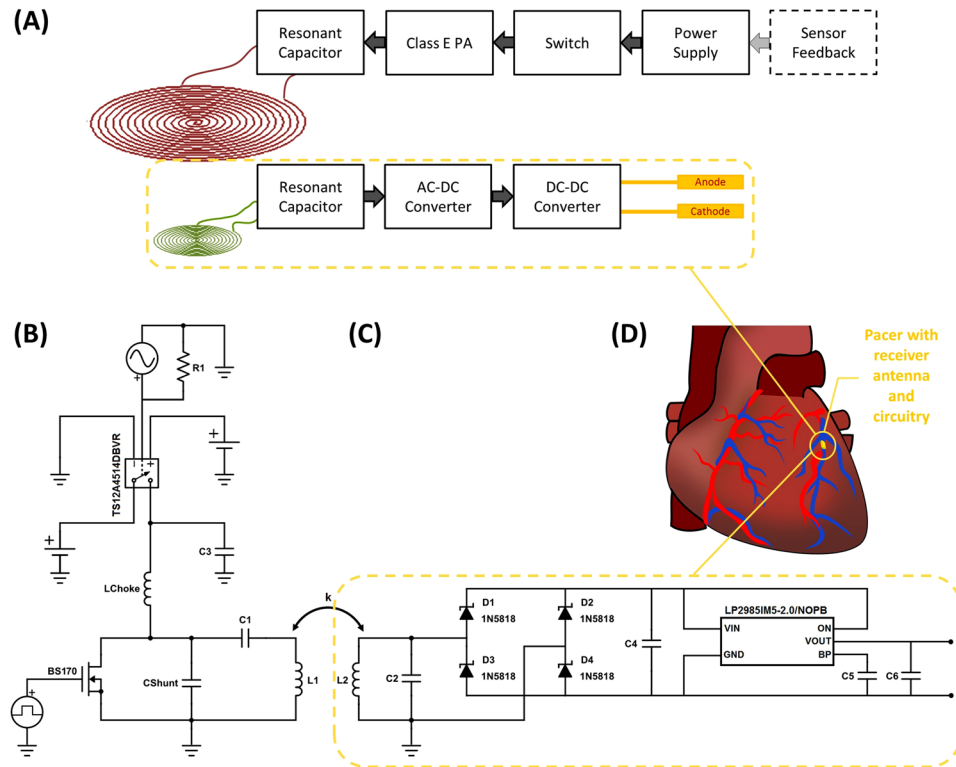 (A)
Resonant
Capacitor
Class E PA
Switch
Power
Supply
Sensor
Feedback
Resonant
Capacitor
AC-DC
Converter
DC-DC
Converter
Anode
Cathode
(B)
R1
+
+
TS12A4514DBVR
- +
+
C3
LChoke
C1
BS170
CShunt
L1
+
k
(C)
L2
C2
D1
1N5818
D2
1N5818
D3
1N5818
D4
1N5818
C4
LP2985IM5-2.0/NOPB
VIN
ON
VOUT
GND
BP
C5
C6
(D)
Pacer with
receiver
antenna
and
circuitry